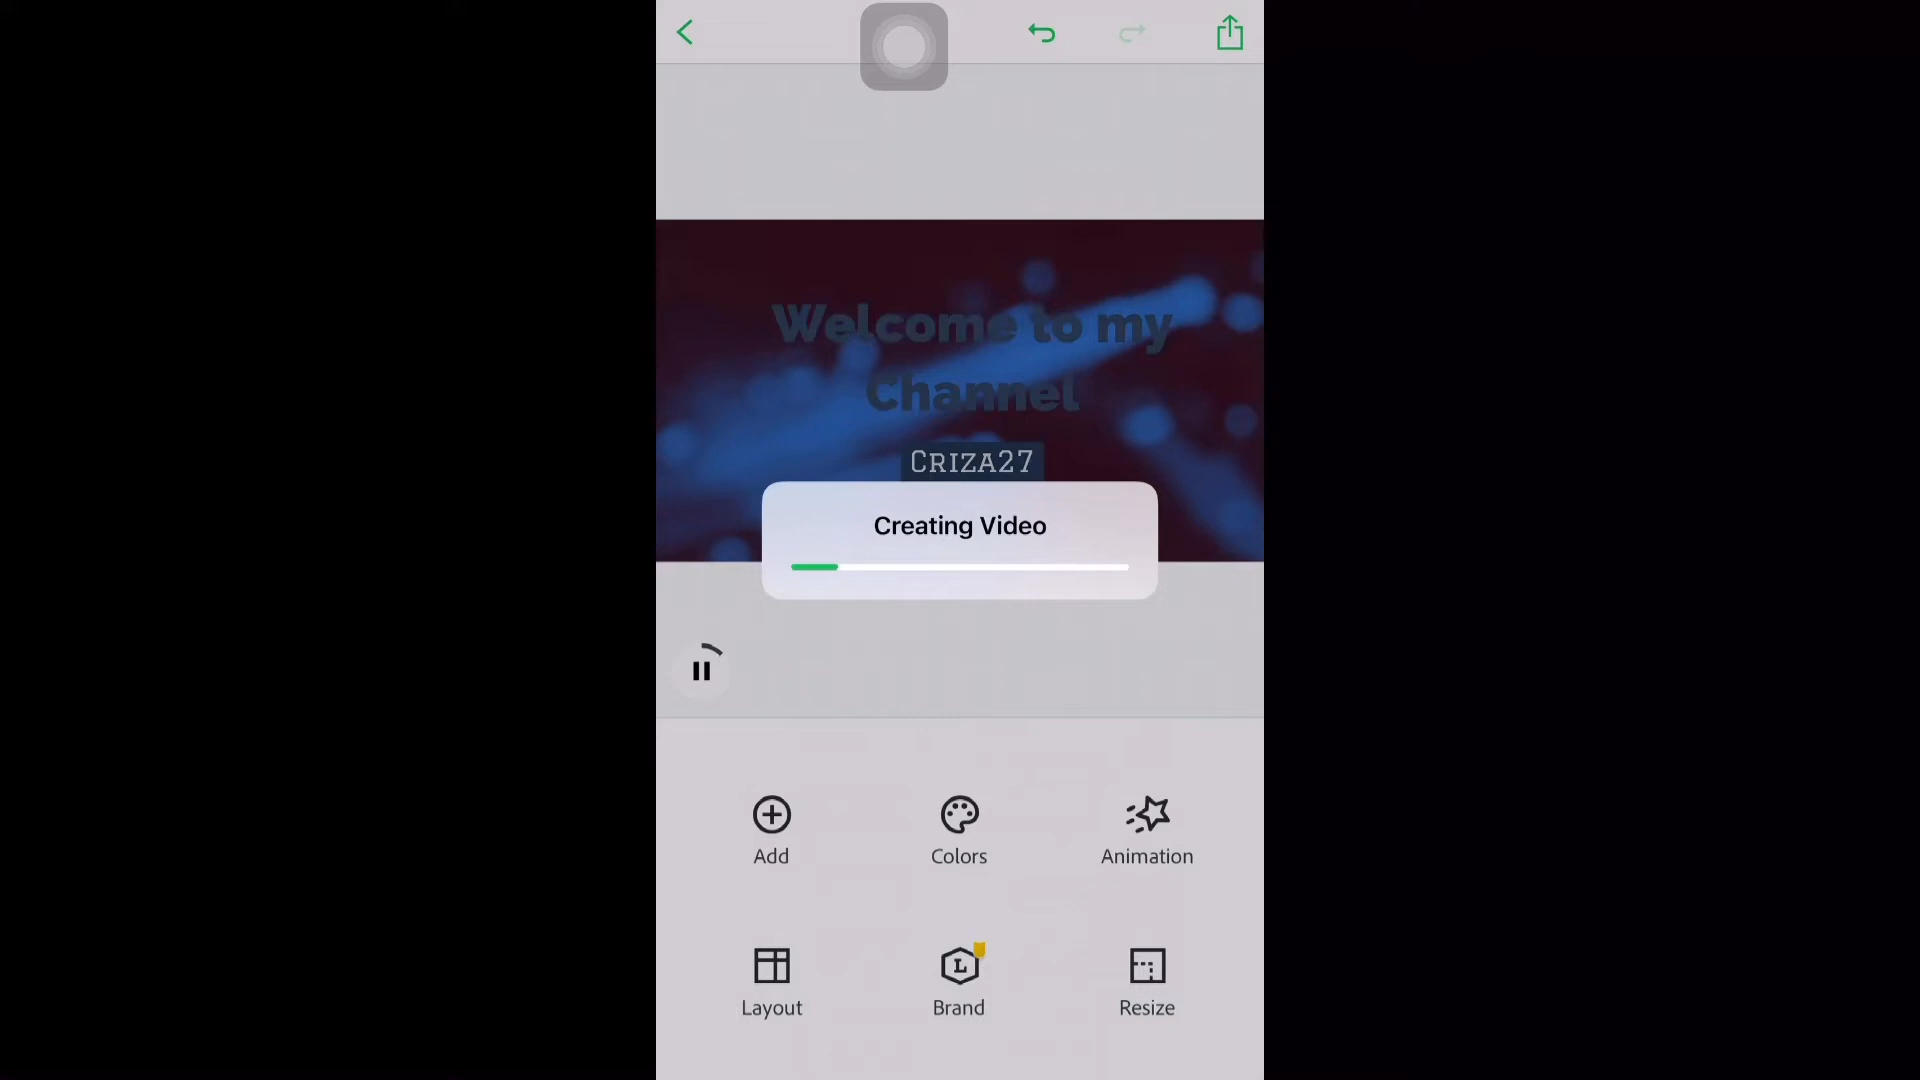 Welcome to my
Channel
Criza27
Creating Video
Add
Colors
Animation
Layout
L
Brand
Resize